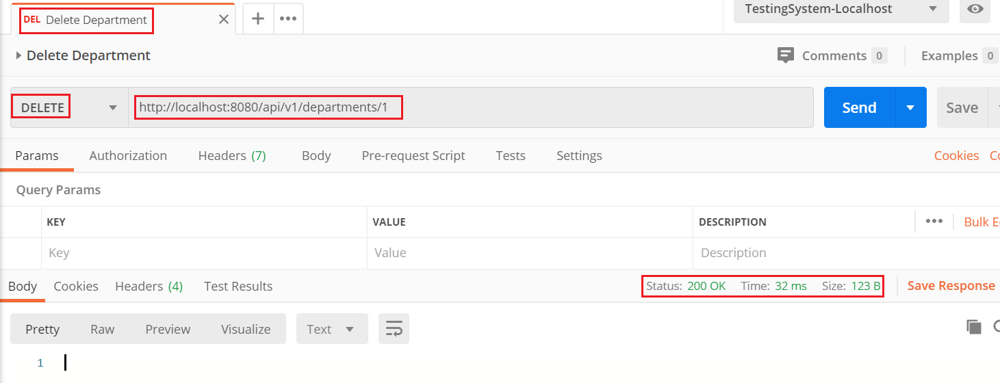 DEL Delete Department
TestingSystem-Localhost
Delete Department
Comments 0 Examples 0
DELETE http://localhost:8080/api/v1/departments/1 Send Save
Params Authorization Headers (7) Body Pre-request Script Tests Settings Cookies
Query Params
KEY VALUE DESCRIPTION Bulk
Key Value Description
Body Cookies Headers (4) Test Results Status: 200 OK Time: 32 ms Size: 123 B Save Response
Pretty Raw Preview Visualize Text
1